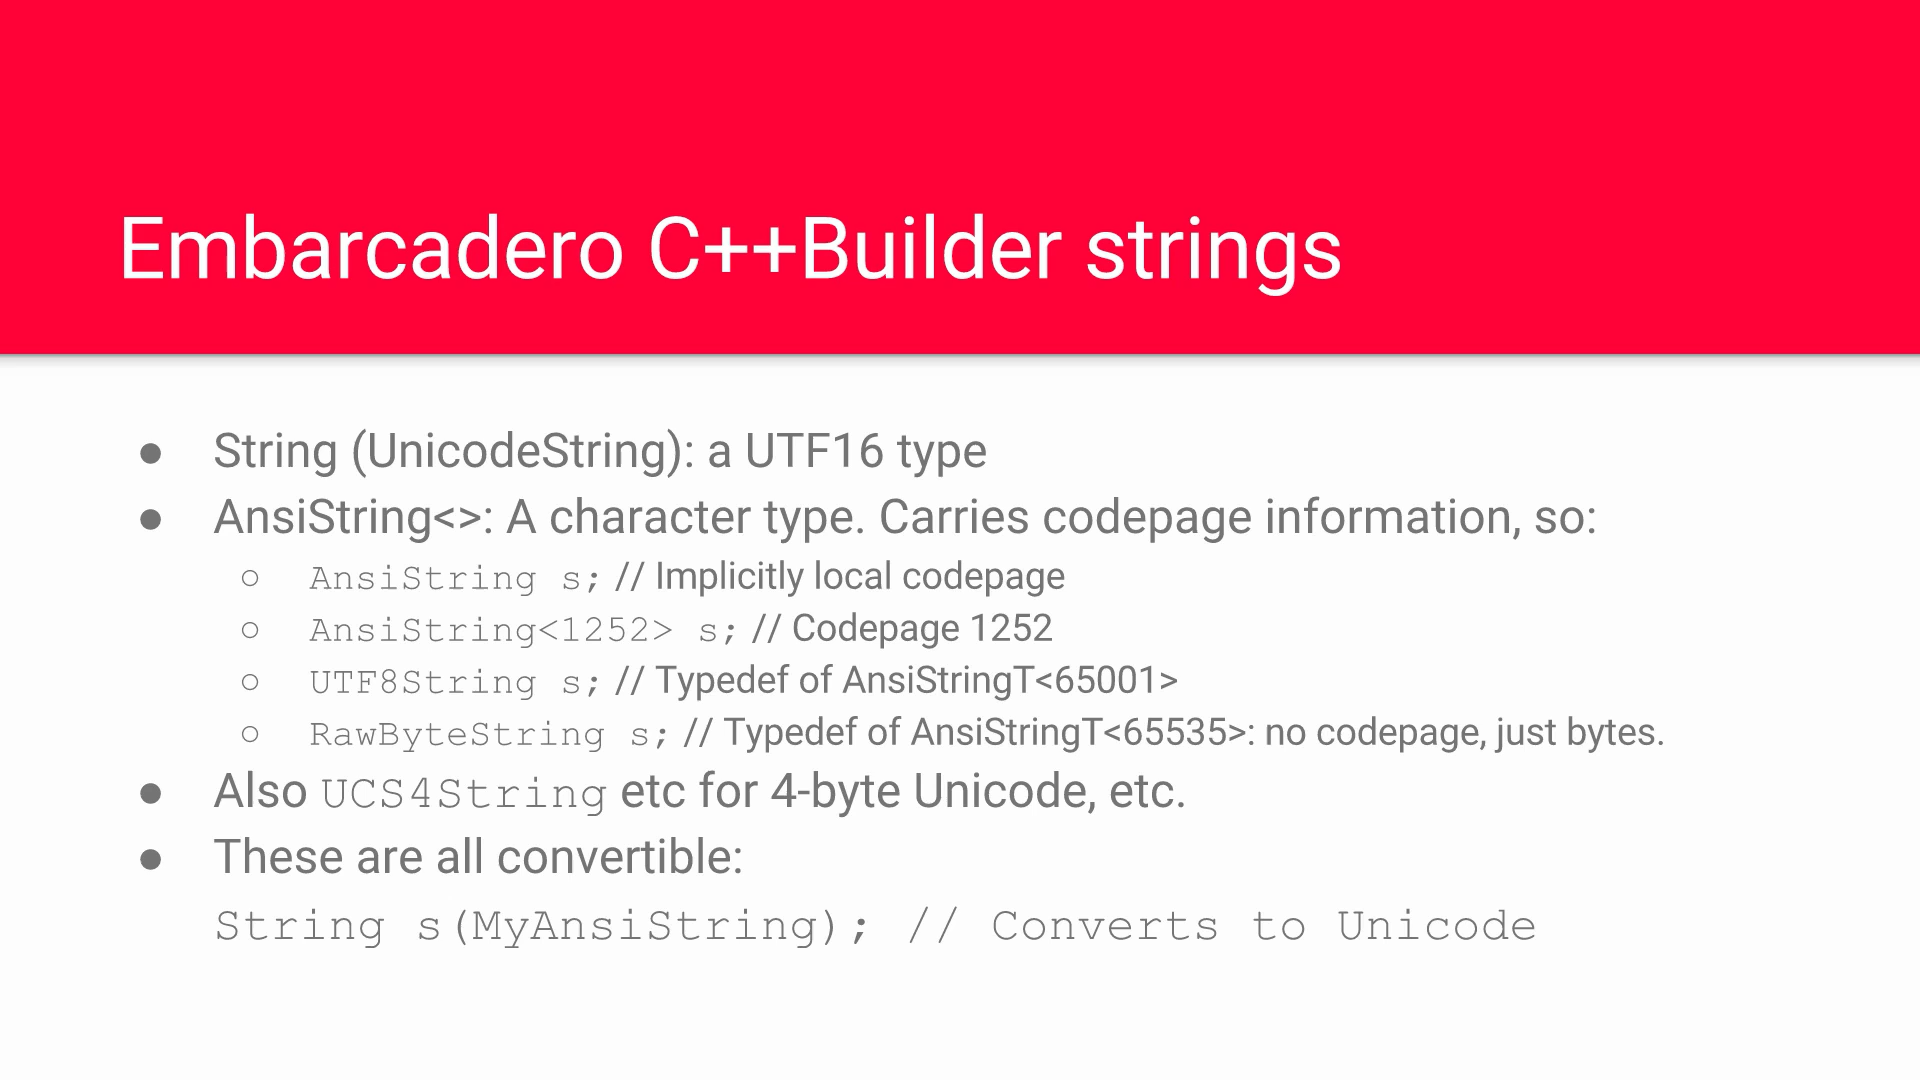 Embarcadero C++Builder strings
● String (UnicodeString): a UTF16 type
● AnsiString<>: A character type. Carries codepage information, so:
○ AnsiString s; // Implicitly local codepage
○ AnsiString<1252> s; // Codepage 1252
○ UTF8String s; // Typedef of AnsiStringT<65001>
○ RawByteString s; // Typedef of AnsiStringT<65535>: no codepage, just bytes.
● Also UCS4String etc for 4-byte Unicode, etc.
● These are all convertible:
String s(MyAnsiString); // Converts to Unicode